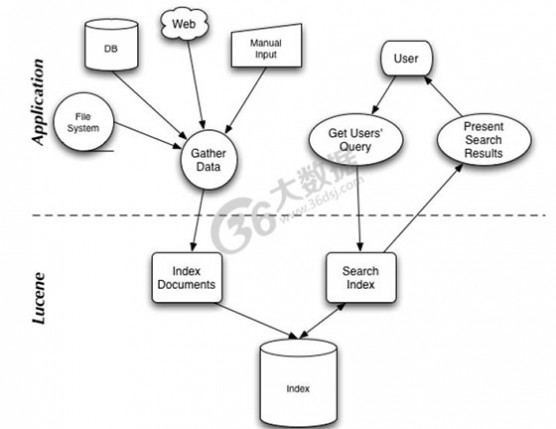 Application
DB
Web
Manual
Input
User
File
System
Gather
Data
Get Users'
Query
Present
Search
Results
36大数据
www.36dsj.com
Lucene
Index
Documents
Search
Index
Index